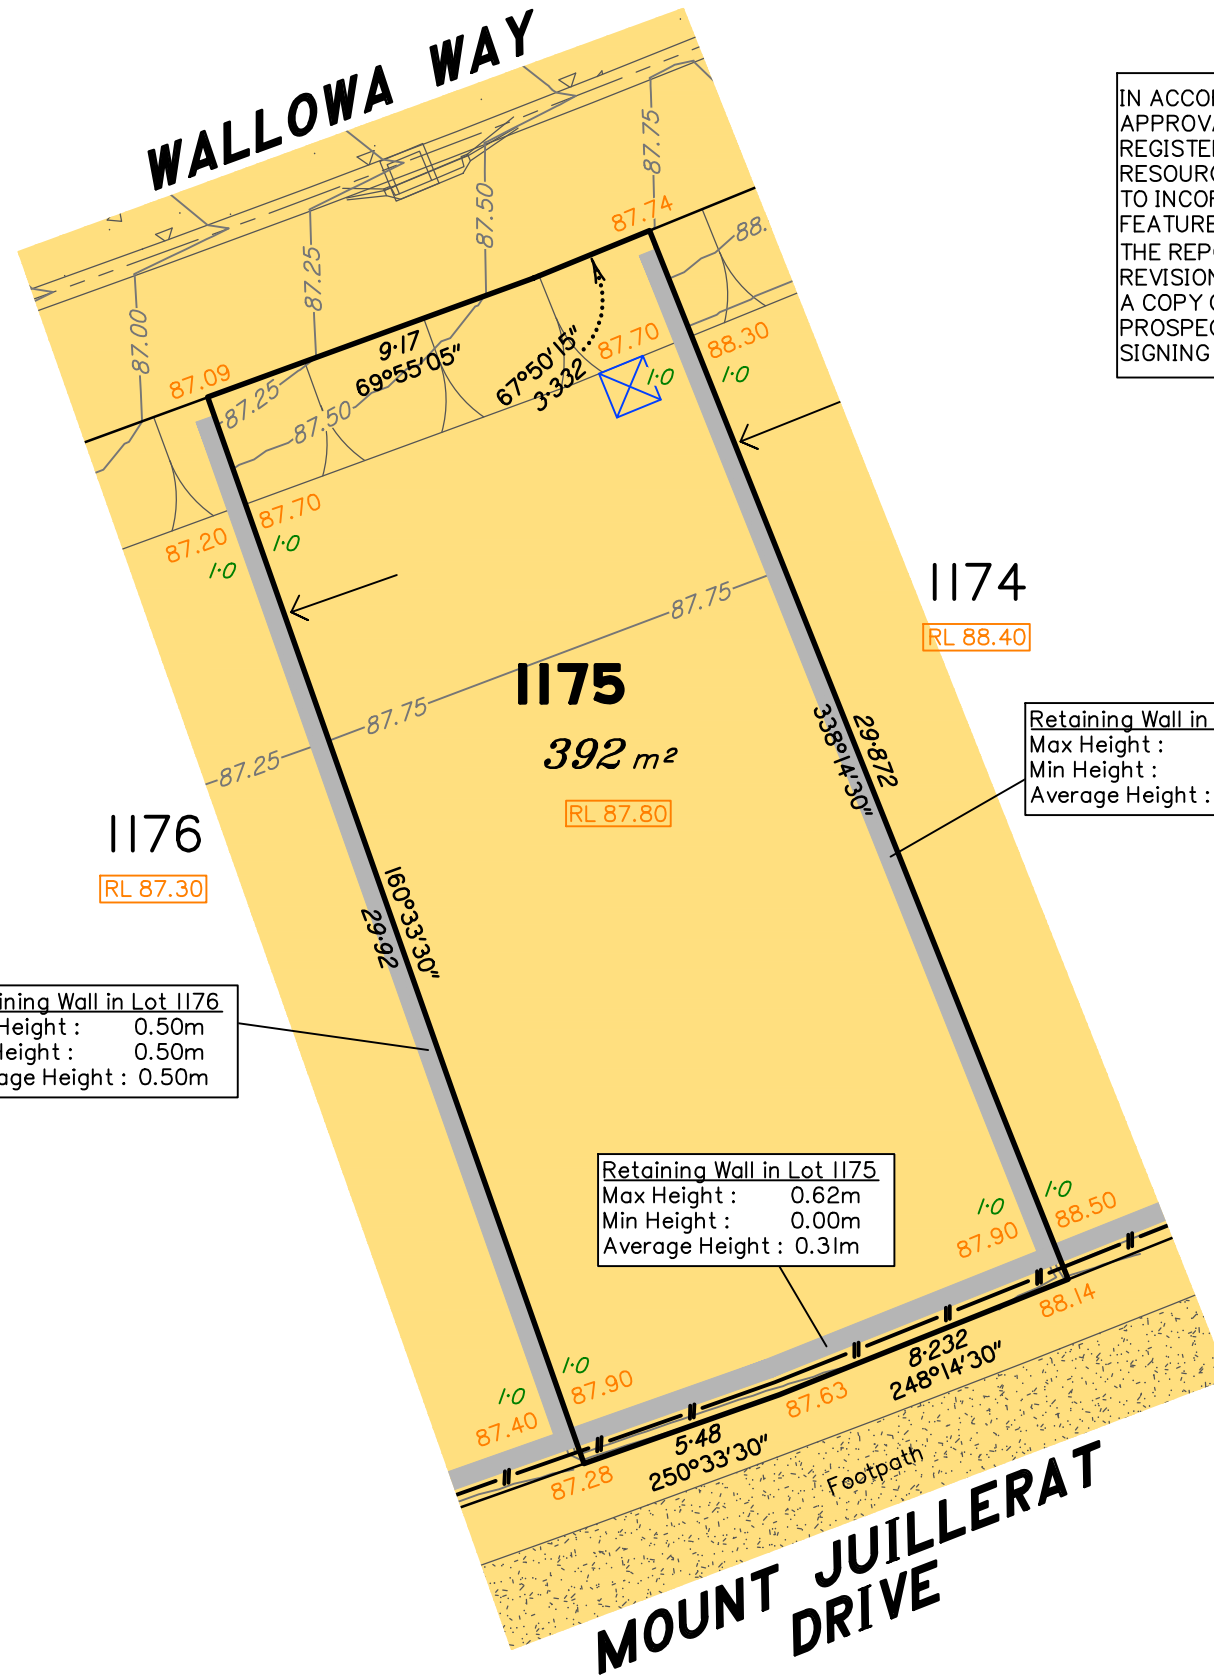 WALLOWA WAY
IN ACCOR
APPROVA
REGISTE
RESOURC
TO INCOR
FEATURE
THE REPO
REVISION
A COPY O
PROSPEC
SIGNING
87.75
87.74
88.
87.50
87.25
87.00
87.09
9·17
69°55'05"
67°50'15"
3·332
87.70
88.30
1·0
1·0
87.25
87.50
87.70
1·0
87.20
1·0
87.75
1174
RL 88.40
1175
392 m²
RL 87.80
87.75
87.25
338°14'30"
29·872
Retaining Wall in
Max Height :
Min Height :
Average Height :
1176
RL 87.30
160°33'30"
29·92
ining Wall in Lot 1176
Height : 0.50m
Height : 0.50m
age Height : 0.50m
Retaining Wall in Lot 1175
Max Height : 0.62m
Min Height : 0.00m
Average Height : 0.31m
1·0
88.50
1·0
87.90
88.14
1·0
87.90
1·0
87.40
87.28
5·48
250°33'30"
87.63
8·232
248°14'30"
Footpath
MOUNT JUILLERAT
DRIVE